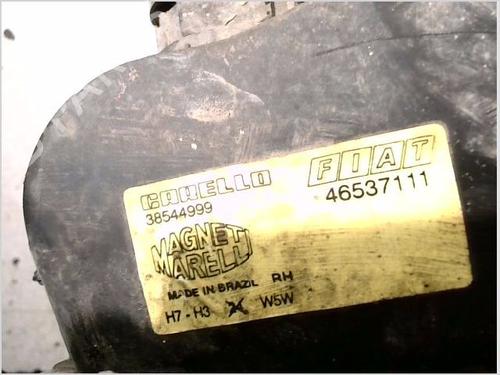 CARELLO
38544999
FIAT
46537111
MAGNETI
MARELLI
MADE IN BRAZIL RH
H7 - H3 X W5W